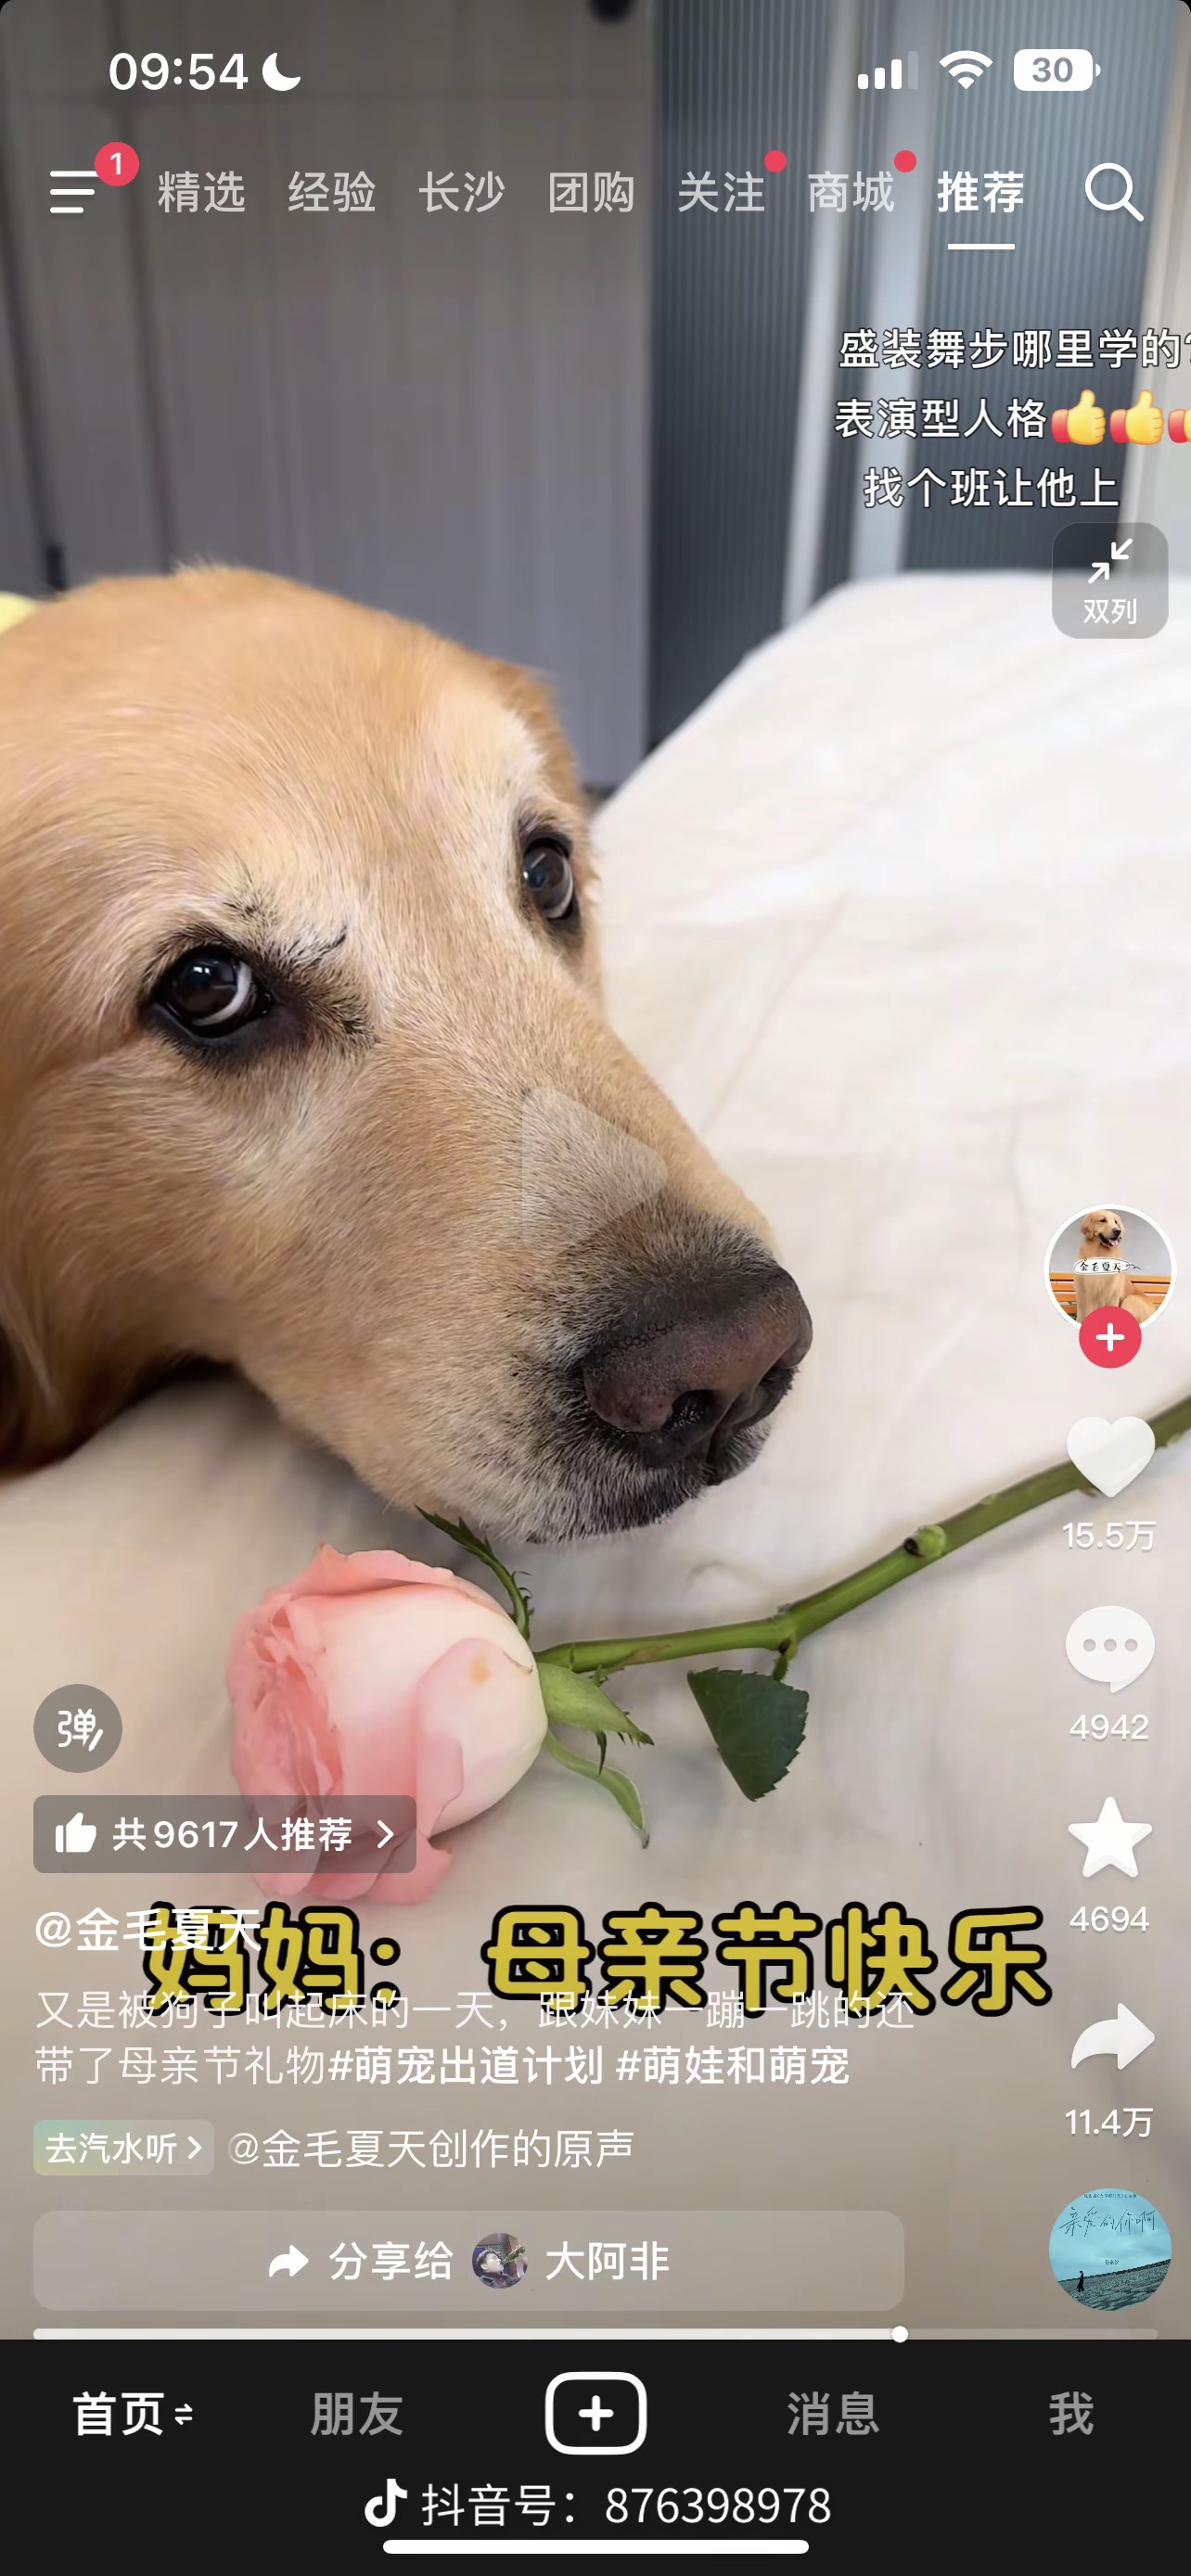 09:54
30
1
精选 经验 长沙 团购 关注 商城 推荐
盛装舞步哪里学的?
表演型人格👍👍
找个班让他上
双列
金毛夏天
15.5万
4942
弹
共9617人推荐
4694
@金毛夏天
妈妈: 母亲节快乐
又是被狗子叫起床的一天，跟妹妹一蹦一跳的还
带了母亲节礼物#萌宠出道计划 #萌娃和萌宠
11.4万
去汽水听 @金毛夏天创作的原声
亲爱的你啊
分享给 大阿非
首页 朋友 消息 我
抖音号：876398978